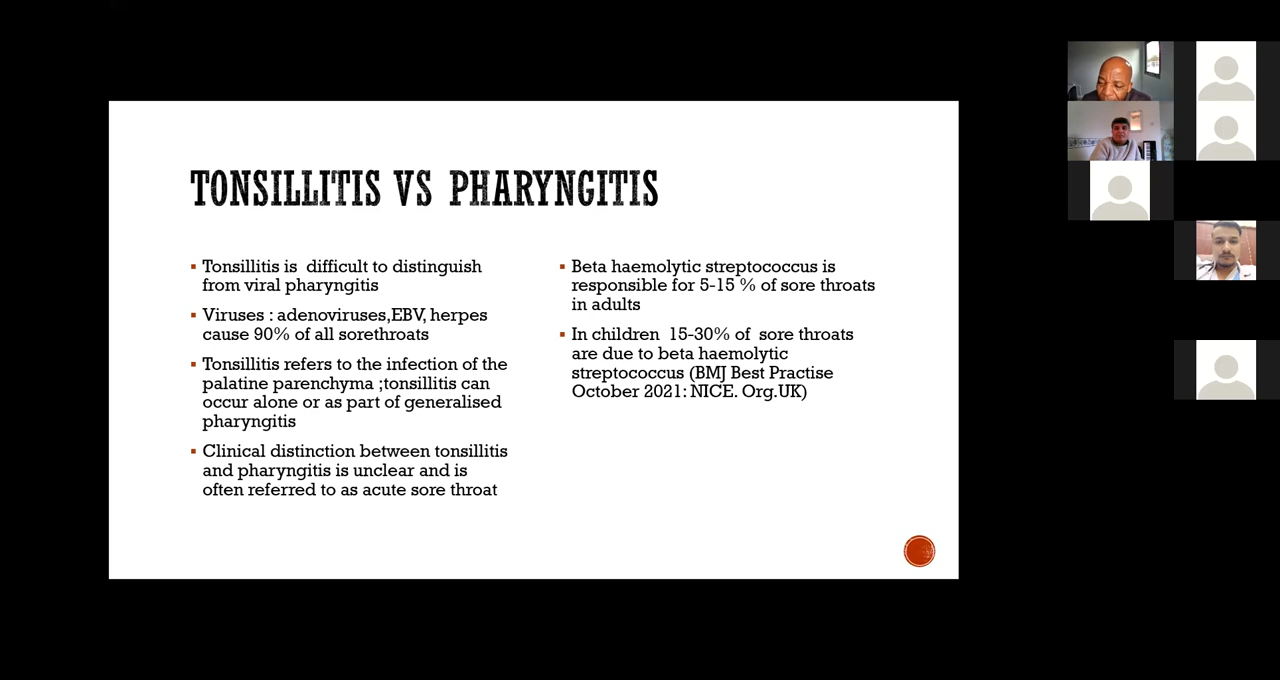 TONSILLITIS VS PHARYNGITIS
Tonsillitis is difficult to distinguish
from viral pharyngitis
Viruses : adenoviruses,EBV, herpes
cause 90% of all sorethroats
Tonsillitis refers to the infection of the
palatine parenchyma ;tonsillitis can
occur alone or as part of generalised
pharyngitis
Clinical distinction between tonsillitis
and pharyngitis is unclear and is
often referred to as acute sore throat
Beta haemolytic streptococcus is
responsible for 5-15 % of sore throats
in adults
In children 15-30% of sore throats
are due to beta haemolytic
streptococcus (BMJ Best Practise
October 2021: NICE. Org.UK)